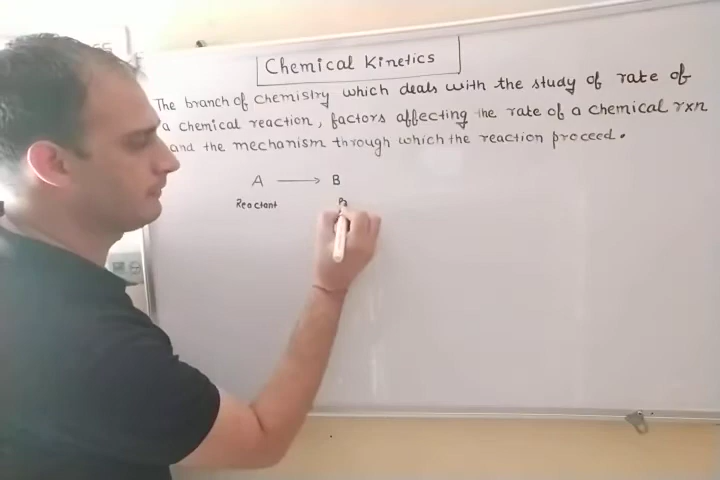 Chemical Kinetics
The branch of chemistry which deals with the study of rate of
a chemical reaction, factors affecting the rate of a chemical rxn
and the mechanism through which the reaction proceed.
A → B
Reactant